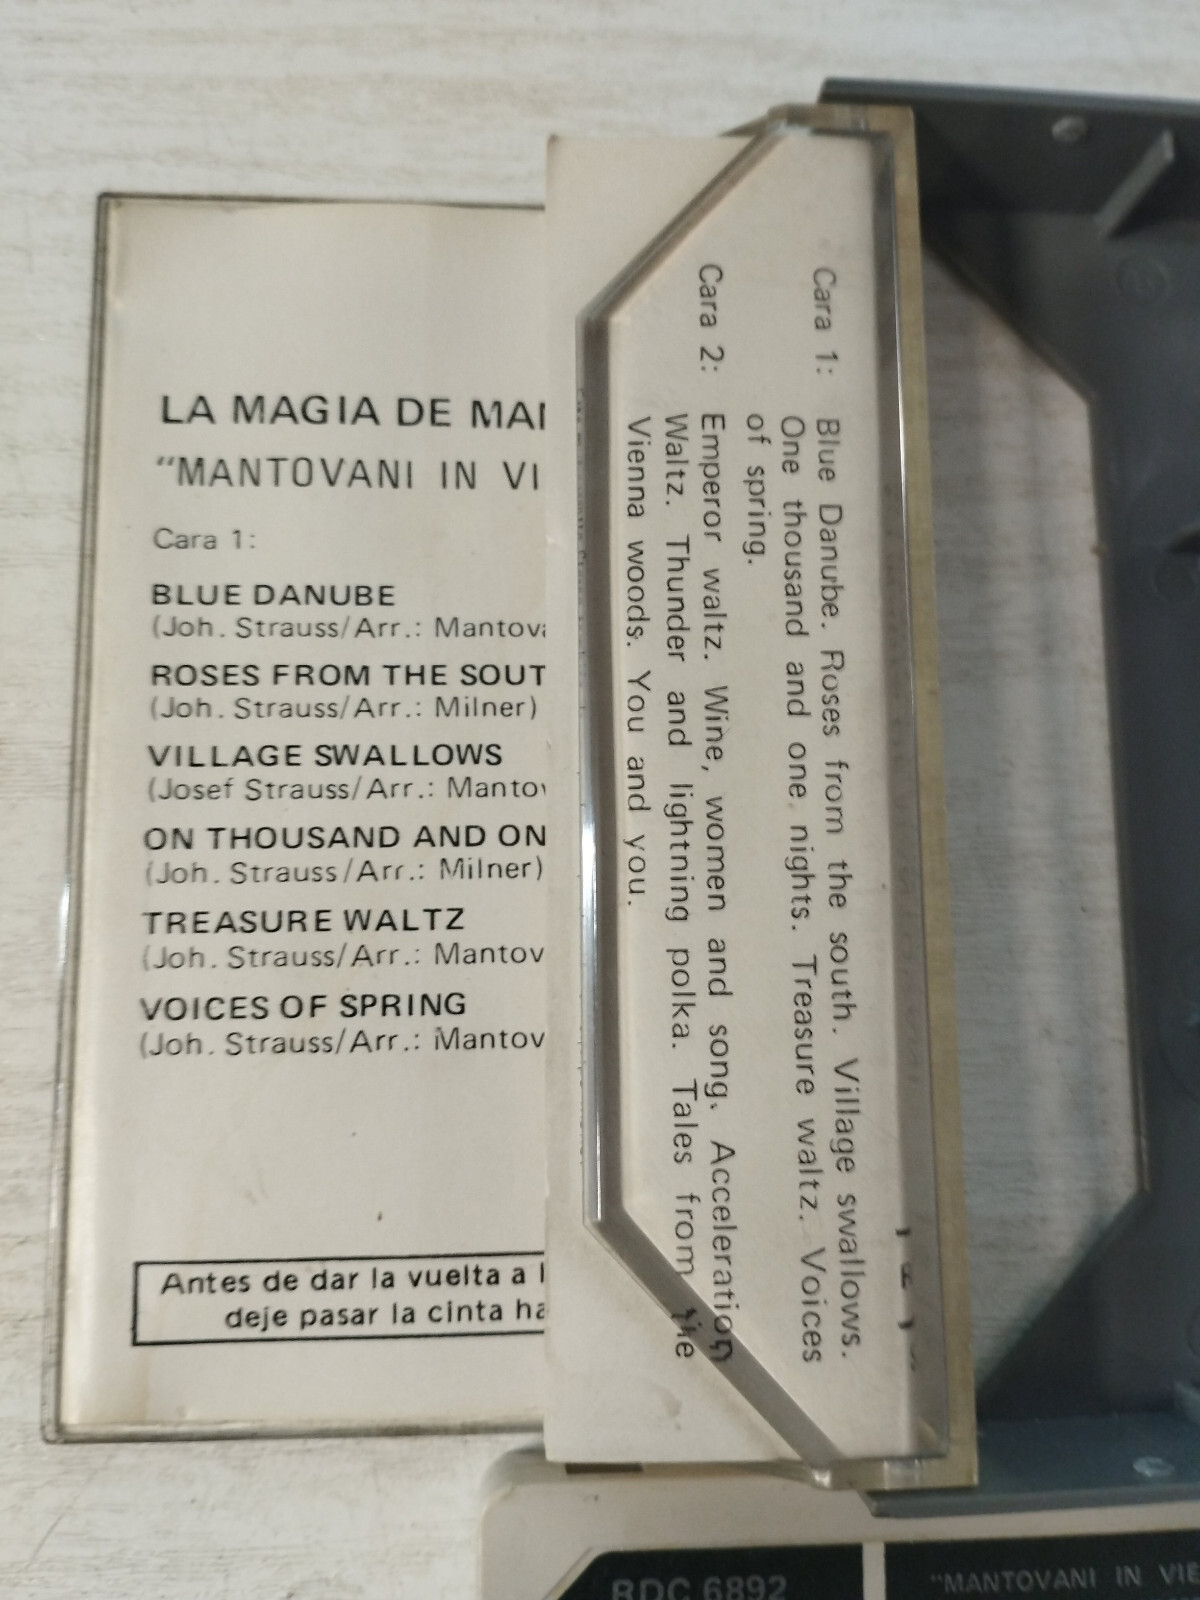 LA MAGIA DE MAN
"MANTOVANI IN VI
Cara 1:
BLUE DANUBE
(Joh. Strauss/Arr.: Mantova
ROSES FROM THE SOUT
(Joh. Strauss/Arr.: Milner)
VILLAGE SWALLOWS
(Josef Strauss/Arr.: Mantov
ON THOUSAND AND ON
(Joh. Strauss/Arr.: Milner)
TREASURE WALTZ
(Joh. Strauss/Arr.: Mantov
VOICES OF SPRING
(Joh. Strauss/Arr.: Mantov
Antes de dar la vuelta a l
deje pasar la cinta ha
Cara 1: Blue Danube. Roses from the south. Village swallows.
One thousand and one nights. Treasure waltz. Voices
of spring.
Cara 2: Emperor waltz. Wine, women and song. Acceleration
Waltz. Thunder and lightning polka. Tales from the
Vienna woods. You and you.
RDC 6892
"MANTOVANI IN VIE